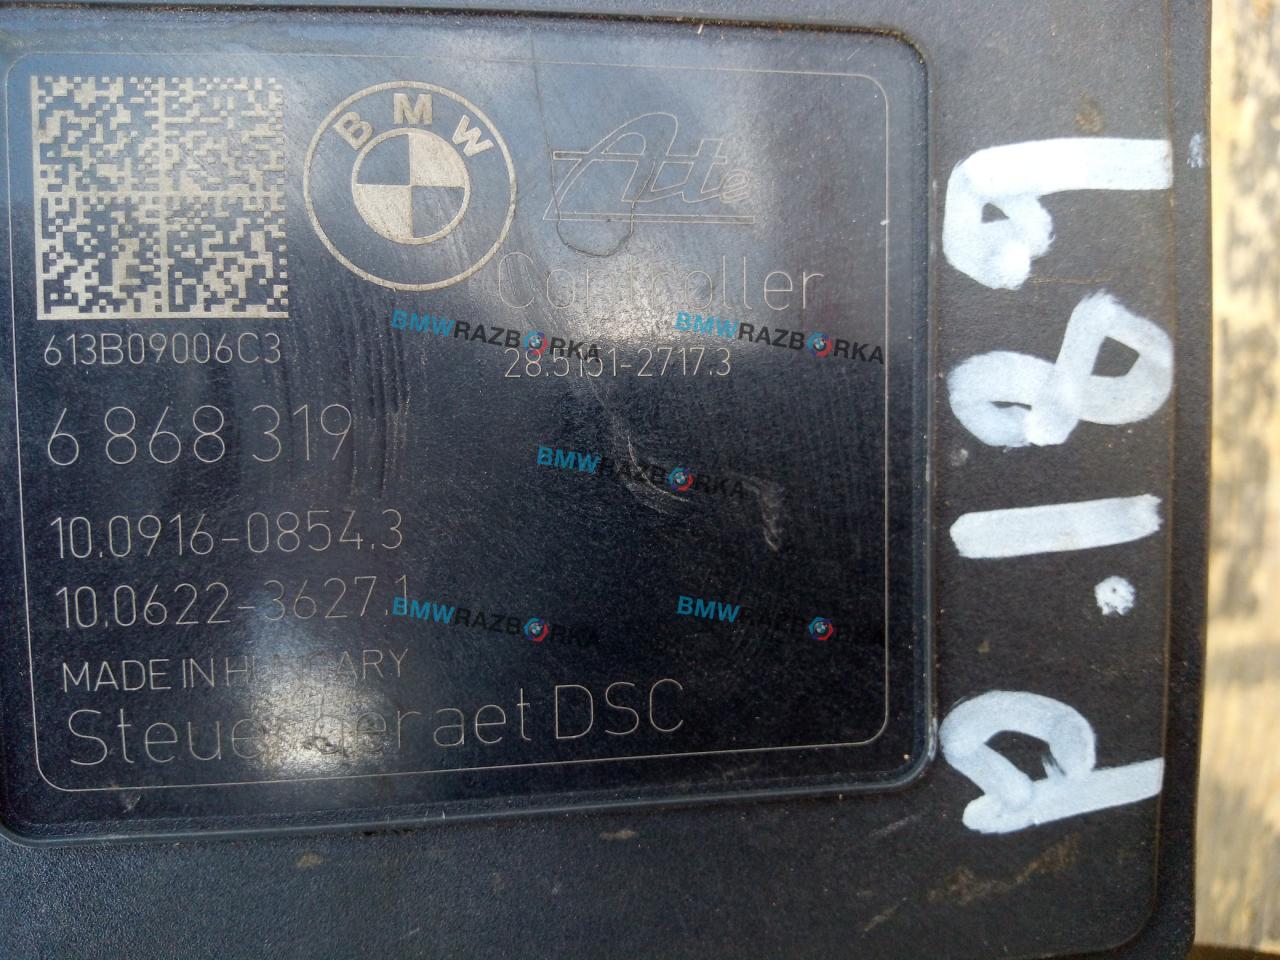 BMW
Ate
Controller
613B09006C3
28.5151-2717.3
6 868 319
10.0916-0854.3
10.0622-3627.1
MADE IN HUNGARY
Steuergeraet DSC
BMWRAZBORKA
BMWRAZBORKA
BMWRAZBORKA
BMWRAZBORKA
BMWRAZBORKA